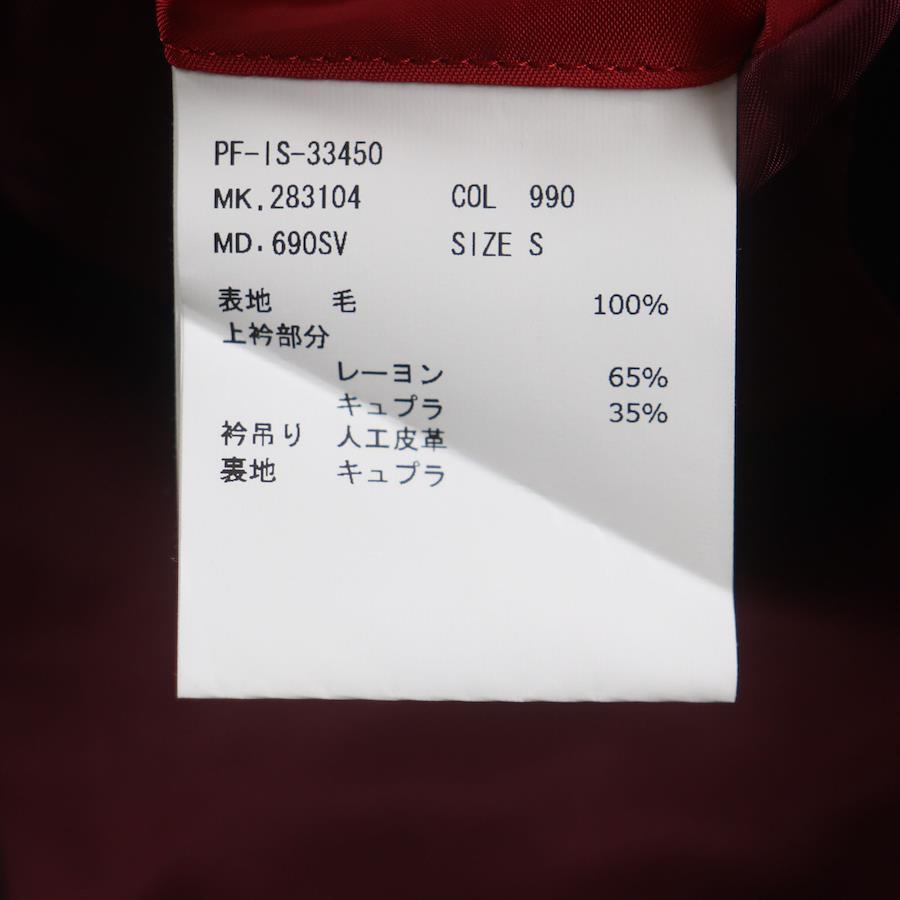 PF-IS-33450
MK.283104 COL 990
MD.690SV SIZE S
表地 毛 100%
上衿部分
レーヨン 65%
キュプラ 35%
衿吊り 人工皮革
裏地 キュプラ